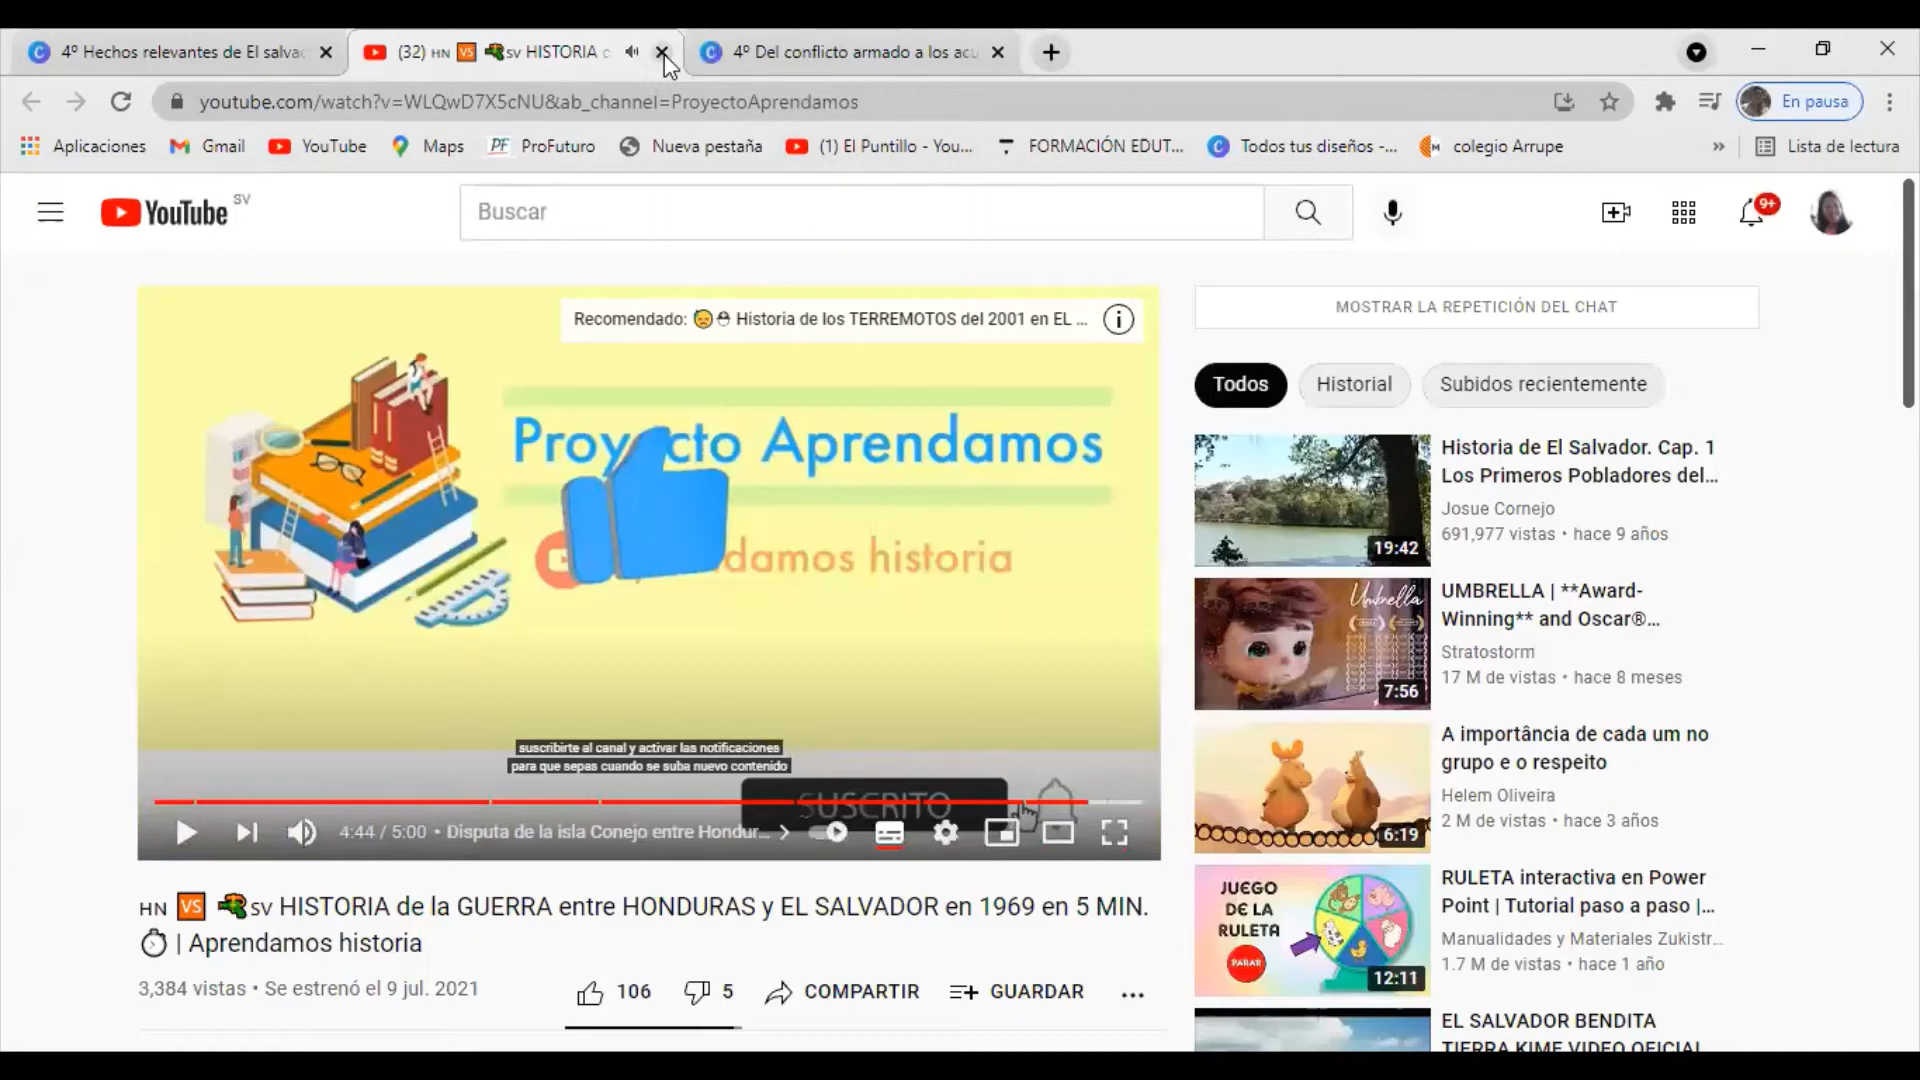 4º Hechos relevantes de El salvac
(32) HN VS SV HISTORIA c
4º Del conflicto armado a los acu
youtube.com/watch?v=WLQwD7X5cNU&ab_channel=ProyectoAprendamos
En pausa
Aplicaciones
Gmail
YouTube
Maps
PF ProFuturo
Nueva pestaña
(1) El Puntillo - You...
FORMACIÓN EDUT...
Todos tus diseños -...
colegio Arrupe
»
Lista de lectura
YouTube SV
Buscar
9+
Recomendado: 😓⛑ Historia de los TERREMOTOS del 2001 en EL ...
Proyecto Aprendamos
damos historia
suscribirte al canal y activar las notificaciones
para que sepas cuando se suba nuevo contenido
SUSCRITO
4:44 / 5:00 • Disputa de la isla Conejo entre Hondur...
HN VS SV HISTORIA de la GUERRA entre HONDURAS y EL SALVADOR en 1969 en 5 MIN.
⏱ | Aprendamos historia
3,384 vistas • Se estrenó el 9 jul. 2021
106
5
COMPARTIR
GUARDAR
...
MOSTRAR LA REPETICIÓN DEL CHAT
Todos
Historial
Subidos recientemente
19:42
Historia de El Salvador. Cap. 1
Los Primeros Pobladores del...
Josue Cornejo
691,977 vistas • hace 9 años
Umbrella
7:56
UMBRELLA | **Award-
Winning** and Oscar®...
Stratostorm
17 M de vistas • hace 8 meses
6:19
A importância de cada um no
grupo e o respeito
Helem Oliveira
2 M de vistas • hace 3 años
JUEGO
DE LA
RULETA
PARAR
12:11
RULETA interactiva en Power
Point | Tutorial paso a paso |...
Manualidades y Materiales Zukistr...
1.7 M de vistas • hace 1 año
EL SALVADOR BENDITA
TIERRA KIME VIDEO OFICIAL